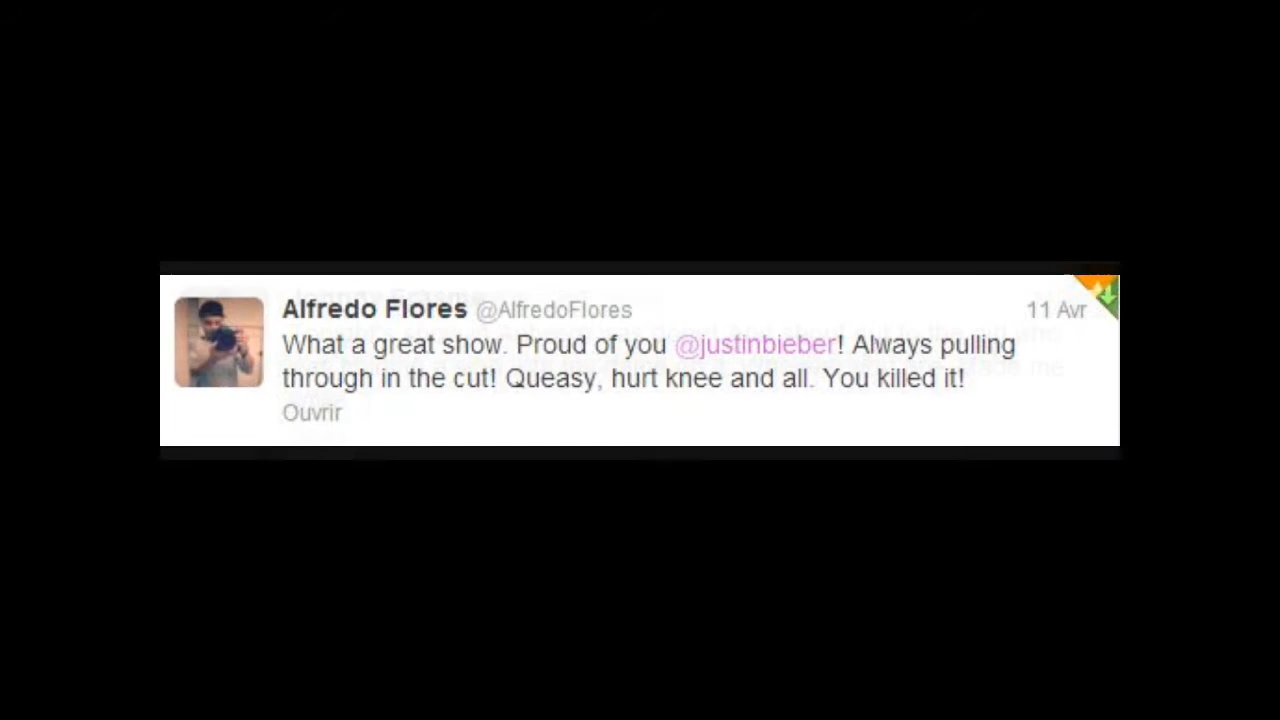 Alfredo Flores @AlfredoFlores 11 Avr
What a great show. Proud of you @justinbieber! Always pulling
through in the cut! Queasy, hurt knee and all. You killed it!
Ouvrir